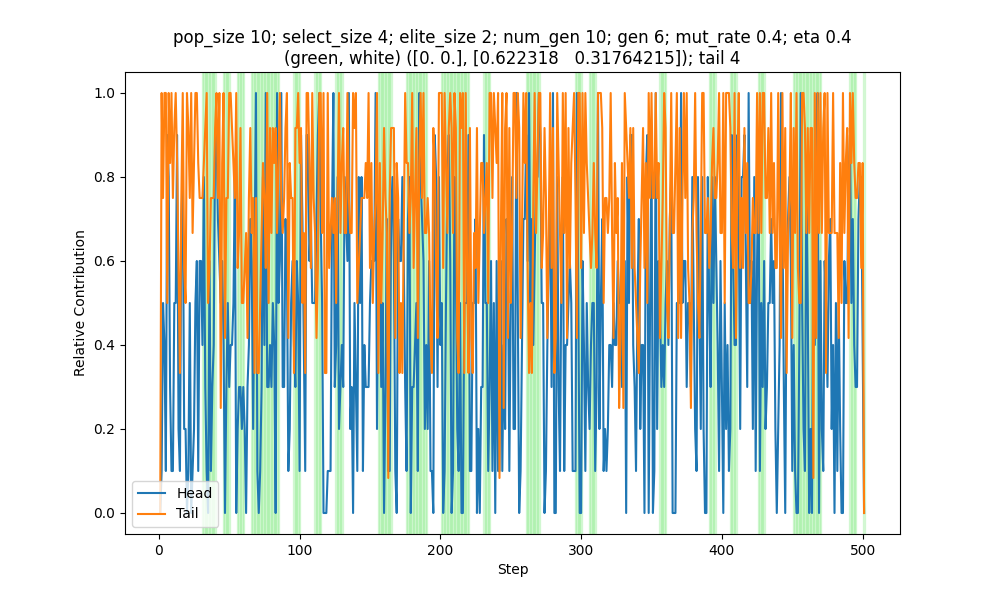 pop_size 10; select_size 4; elite_size 2; num_gen 10; gen 6; mut_rate 0.4; eta 0.4
(green, white) ([0. 0.], [0.622318   0.31764215]); tail 4
1.0
0.8
0.6
0.4
0.2
0.0
Relative Contribution
Head
Tail
0
100
200
300
400
500
Step